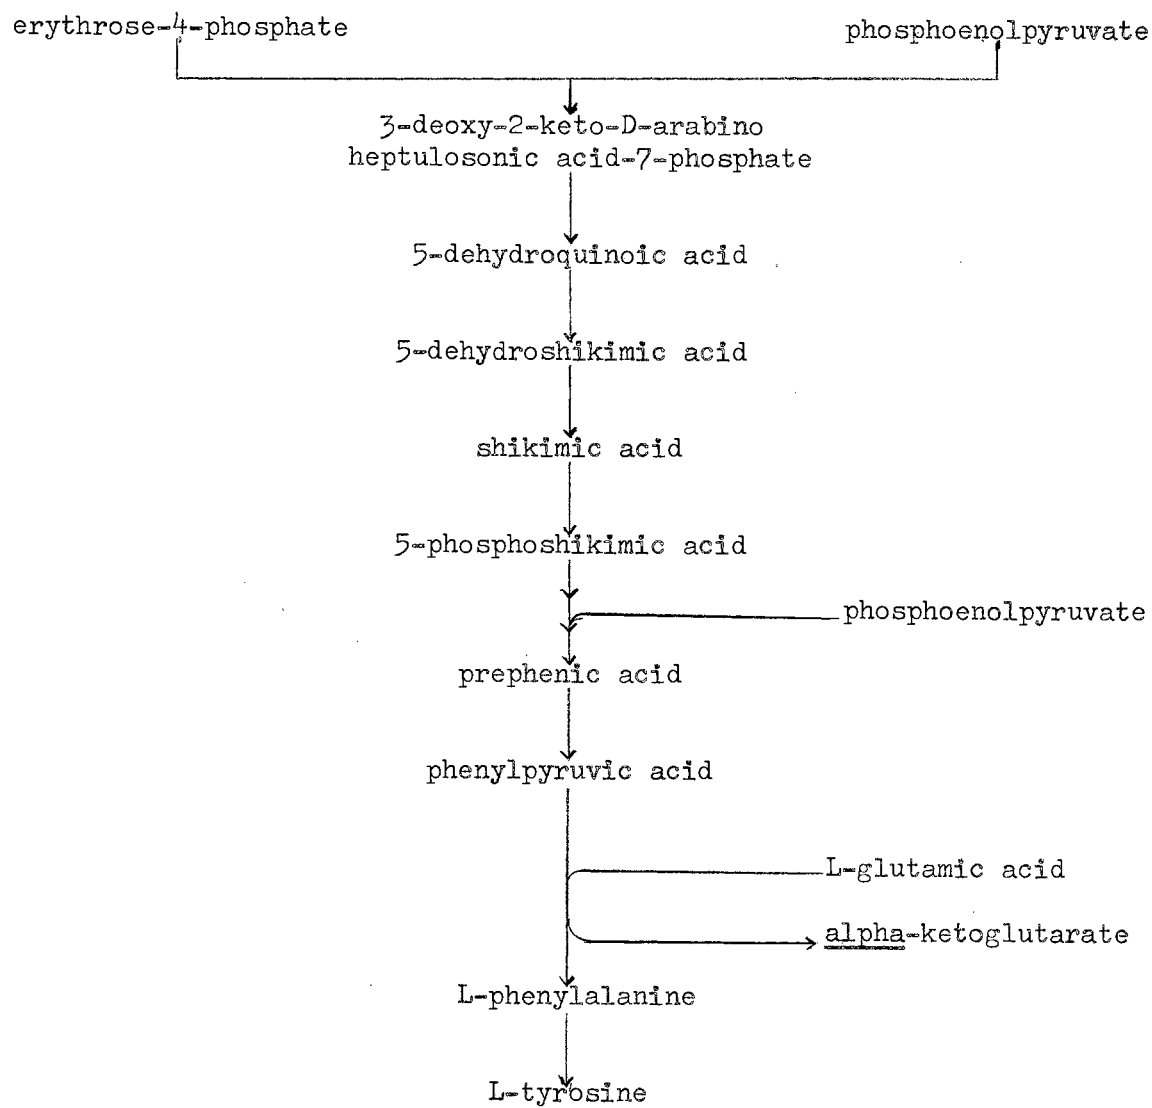 erythrose-4-phosphate
phosphoenolpyruvate
3-deoxy-2-keto-D-arabino
heptulosonic acid-7-phosphate
5-dehydroquinoic acid
5-dehydroshikimic acid
shikimic acid
5-phosphoshikimic acid
phosphoenolpyruvate
prephenic acid
phenylpyruvic acid
L-glutamic acid
alpha-ketoglutarate
L-phenylalanine
L-tyrosine